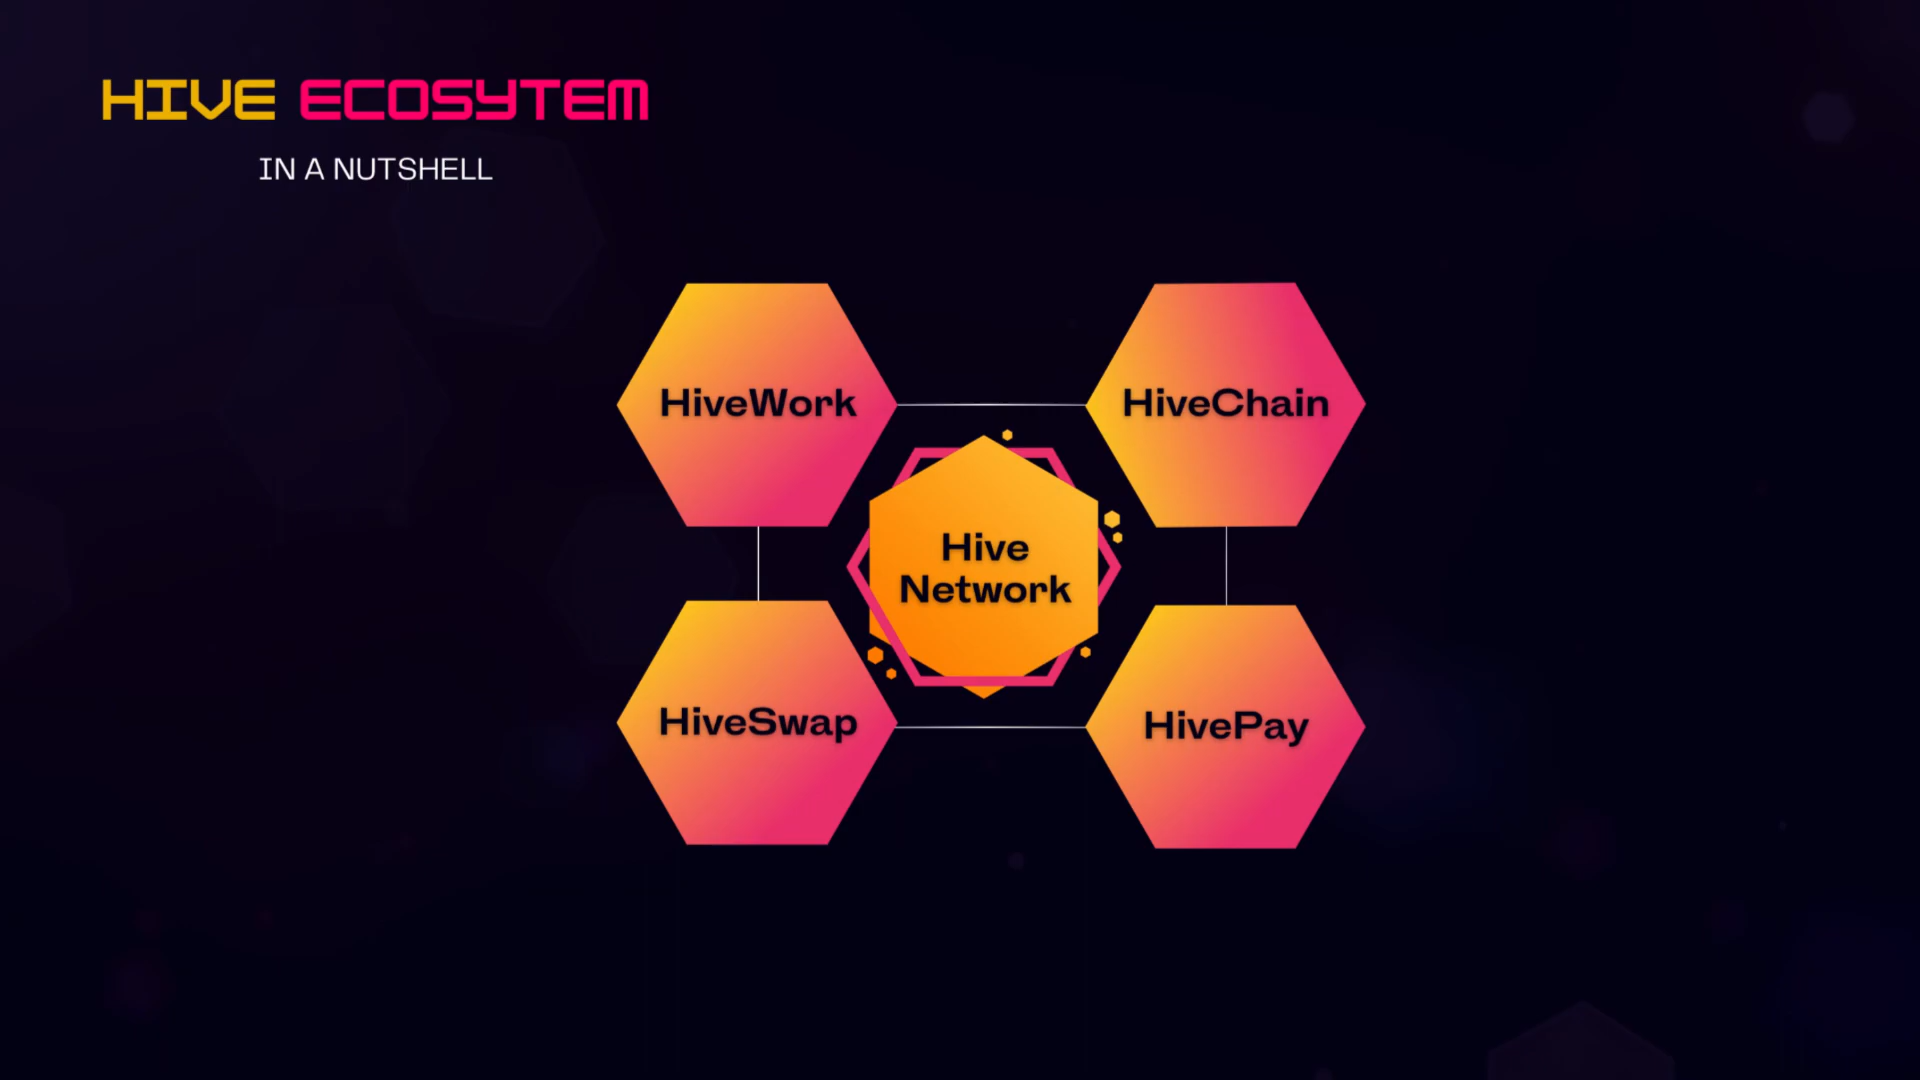 HIVE ECOSYTEM
IN A NUTSHELL
HiveWork
HiveChain
Hive
Network
HiveSwap
HivePay